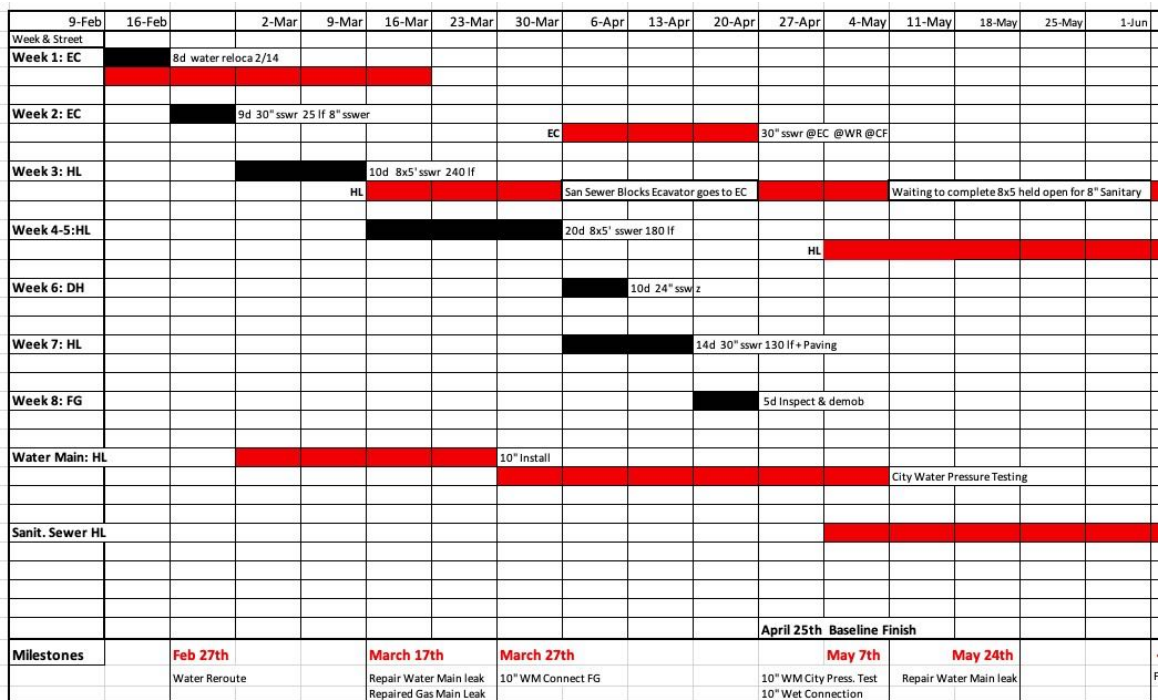 9-Feb 16-Feb 2-Mar 9-Mar 16-Mar 23-Mar 30-Mar 6-Apr 13-Apr 20-Apr 27-Apr 4-May 11-May 18-May 25-May 1-Jun
Week & Street
Week 1: EC 8d water reloca 2/14
Week 2: EC 9d 30" sswr 25 lf 8" sswer
EC 30" sswr @EC @WR @CF
Week 3: HL 10d 8x5' sswr 240 lf
HL San Sewer Blocks Ecavator goes to EC Waiting to complete 8x5 held open for 8" Sanitary
Week 4-5:HL 20d 8x5' sswer 180 lf
HL
Week 6: DH 10d 24" ssw z
Week 7: HL 14d 30" sswr 130 lf + Paving
Week 8: FG 5d Inspect & demob
Water Main: HL 10" Install
City Water Pressure Testing
Sanit. Sewer HL
April 25th Baseline Finish
Milestones Feb 27th March 17th March 27th May 7th May 24th
Water Reroute Repair Water Main leak 10" WM Connect FG 10" WM City Press. Test Repair Water Main leak
Repaired Gas Main Leak 10" Wet Connection